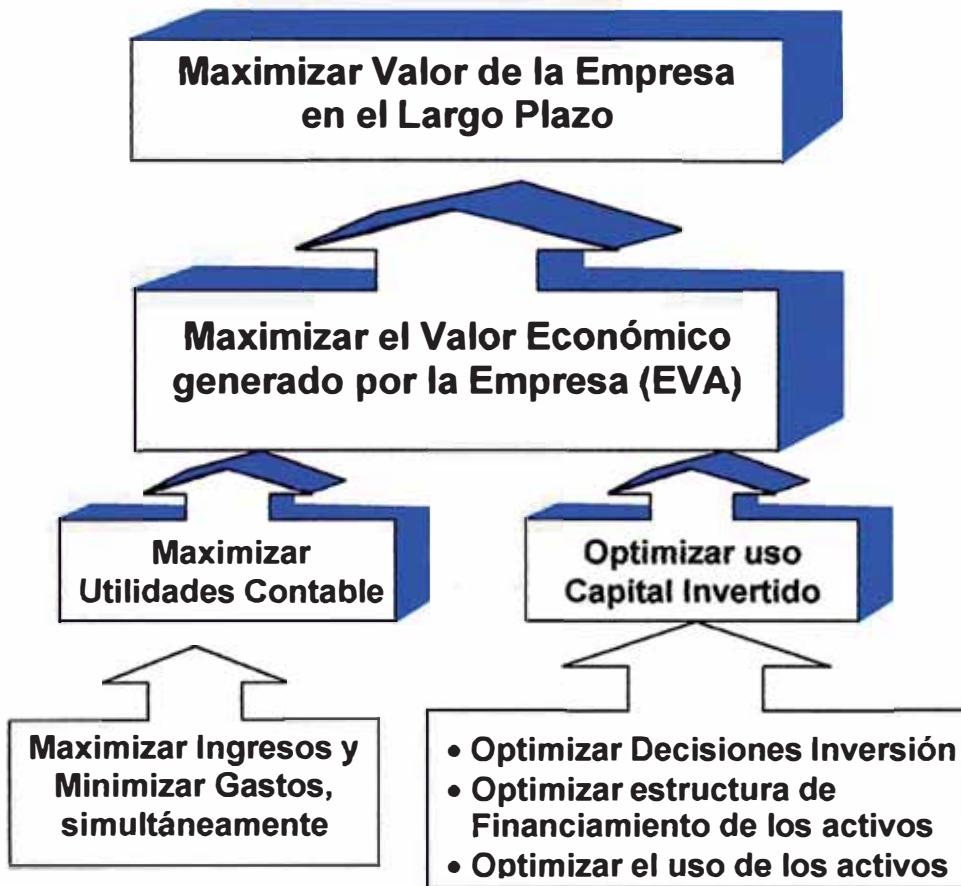 Maximizar Valor de la Empresa
en el Largo Plazo
Maximizar el Valor Económico
generado por la Empresa (EVA)
Maximizar
Utilidades Contable
Optimizar uso
Capital Invertido
Maximizar Ingresos y
Minimizar Gastos,
simultáneamente
• Optimizar Decisiones Inversión
• Optimizar estructura de
Financiamiento de los activos
• Optimizar el uso de los activos